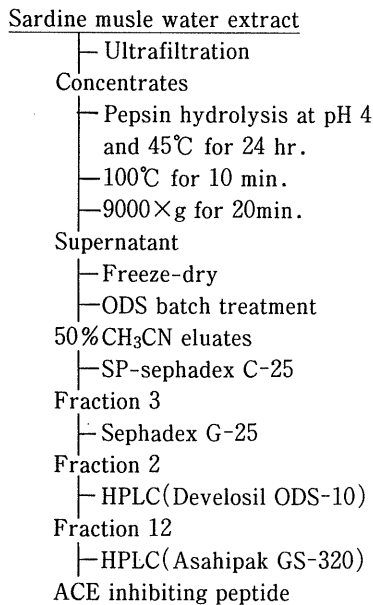 Sardine musle water extract
Ultrafiltration
Concentrates
Pepsin hydrolysis at pH 4
and 45℃ for 24 hr.
100℃ for 10 min.
9000×g for 20min.
Supernatant
Freeze-dry
ODS batch treatment
50%CH₃CN eluates
SP-sephadex C-25
Fraction 3
Sephadex G-25
Fraction 2
HPLC(Develosil ODS-10)
Fraction 12
HPLC(Asahipak GS-320)
ACE inhibiting peptide